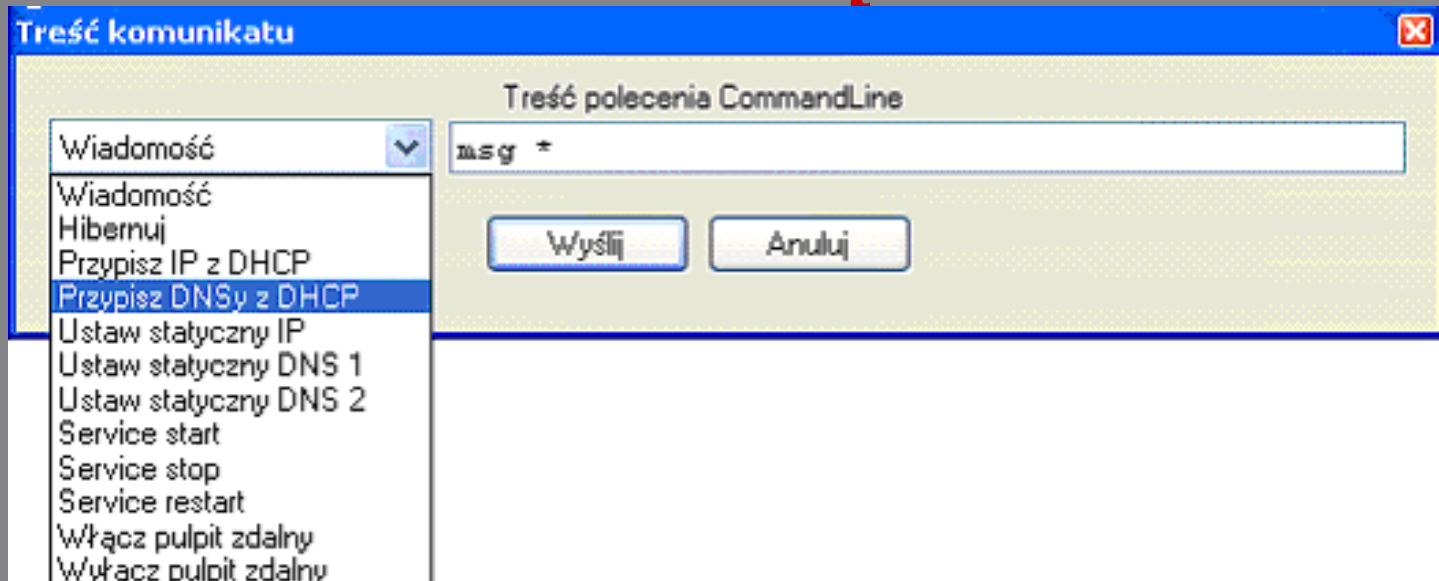 Treść komunikatu
Treść polecenia CommandLine
Wiadomość
msg *
Wiadomość
Hibernuj
Przypisz IP z DHCP
Przypisz DNSy z DHCP
Ustaw statyczny IP
Ustaw statyczny DNS 1
Ustaw statyczny DNS 2
Service start
Service stop
Service restart
Włącz pulpit zdalny
Wyłącz pulpit zdalny
Wyślij
Anuluj